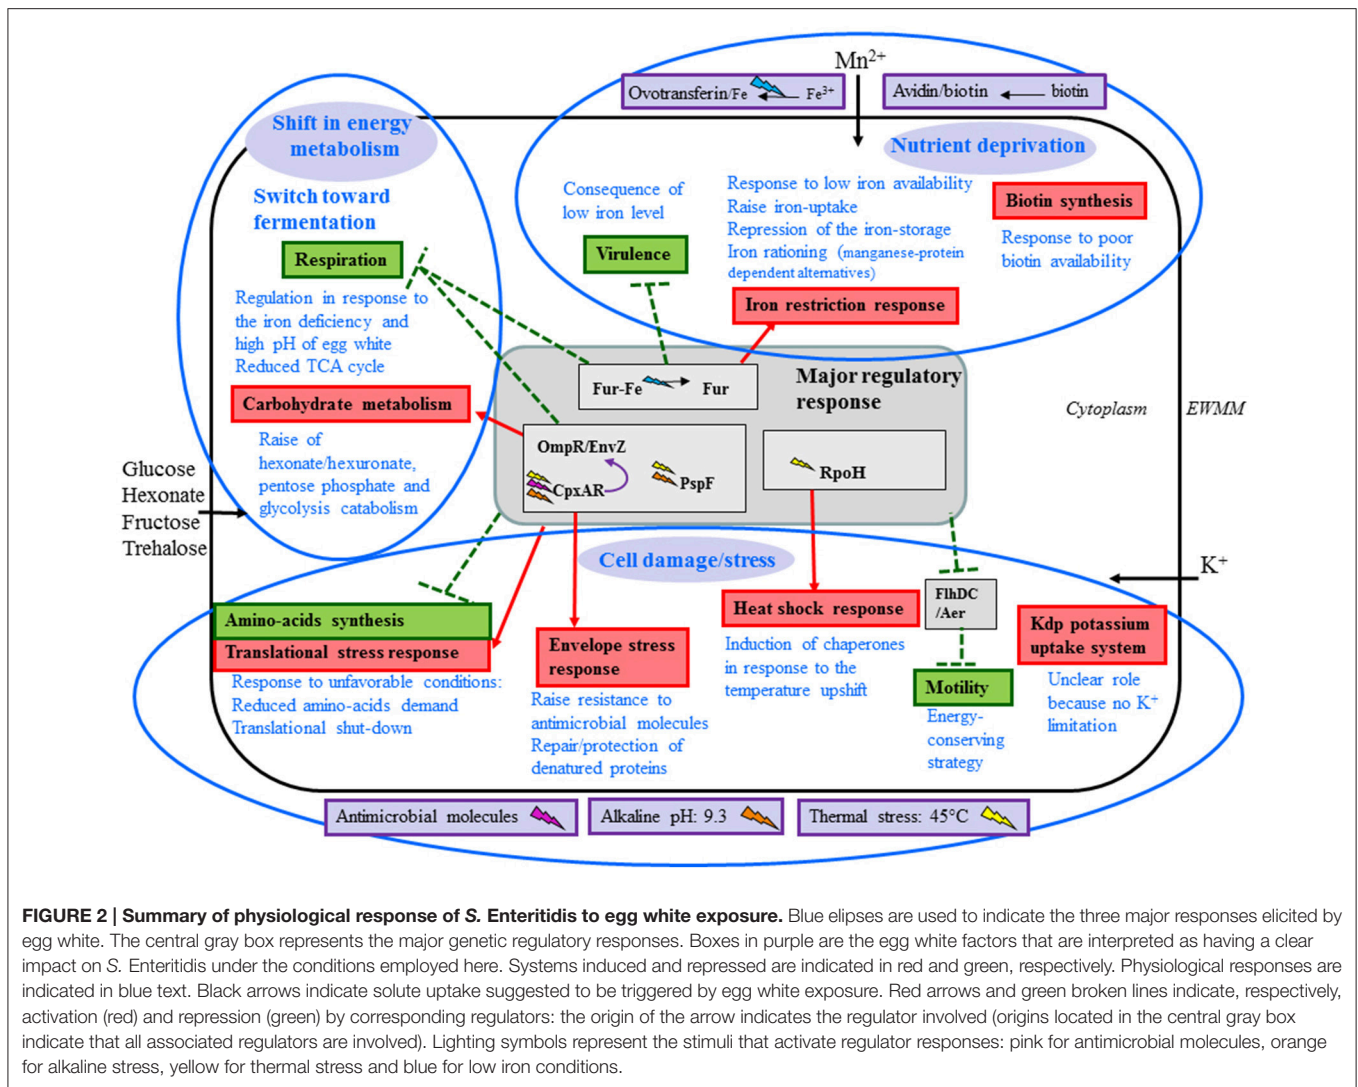 Mn2+
Ovotransferin/Fe Fe3+
Avidin/biotin biotin
Shift in energy
metabolism
Nutrient deprivation
Switch toward
fermentation
Respiration
Regulation in response to
the iron deficiency and
high pH of egg white
Reduced TCA cycle
Carbohydrate metabolism
Raise of
hexonate/hexuronate,
pentose phosphate and
glycolysis catabolism
Glucose
Hexonate
Fructose
Trehalose
Consequence of
low iron level
Virulence
Response to low iron availability
Raise iron-uptake
Repression of the iron-storage
Iron rationing (manganese-protein
dependent alternatives)
Iron restriction response
Biotin synthesis
Response to poor
biotin availability
Major regulatory
response
Fur-Fe Fur
OmpR/EnvZ
CpxAR
PspF
RpoH
Cytoplasm EWMM
Cell damage/stress
K+
Amino-acids synthesis
Translational stress response
Response to unfavorable conditions:
Reduced amino-acids demand
Translational shut-down
Envelope stress
response
Raise resistance to
antimicrobial molecules
Repair/protection of
denatured proteins
Heat shock response
Induction of chaperones
in response to the
temperature upshift
FlhDC
/Aer
Motility
Energy-
conserving
strategy
Kdp potassium
uptake system
Unclear role
because no K+
limitation
Antimicrobial molecules
Alkaline pH: 9.3
Thermal stress: 45°C
FIGURE 2 | Summary of physiological response of S. Enteritidis to egg white exposure. Blue elipses are used to indicate the three major responses elicited by
egg white. The central gray box represents the major genetic regulatory responses. Boxes in purple are the egg white factors that are interpreted as having a clear
impact on S. Enteritidis under the conditions employed here. Systems induced and repressed are indicated in red and green, respectively. Physiological responses are
indicated in blue text. Black arrows indicate solute uptake suggested to be triggered by egg white exposure. Red arrows and green broken lines indicate, respectively,
activation (red) and repression (green) by corresponding regulators: the origin of the arrow indicates the regulator involved (origins located in the central gray box
indicate that all associated regulators are involved). Lighting symbols represent the stimuli that activate regulator responses: pink for antimicrobial molecules, orange
for alkaline stress, yellow for thermal stress and blue for low iron conditions.